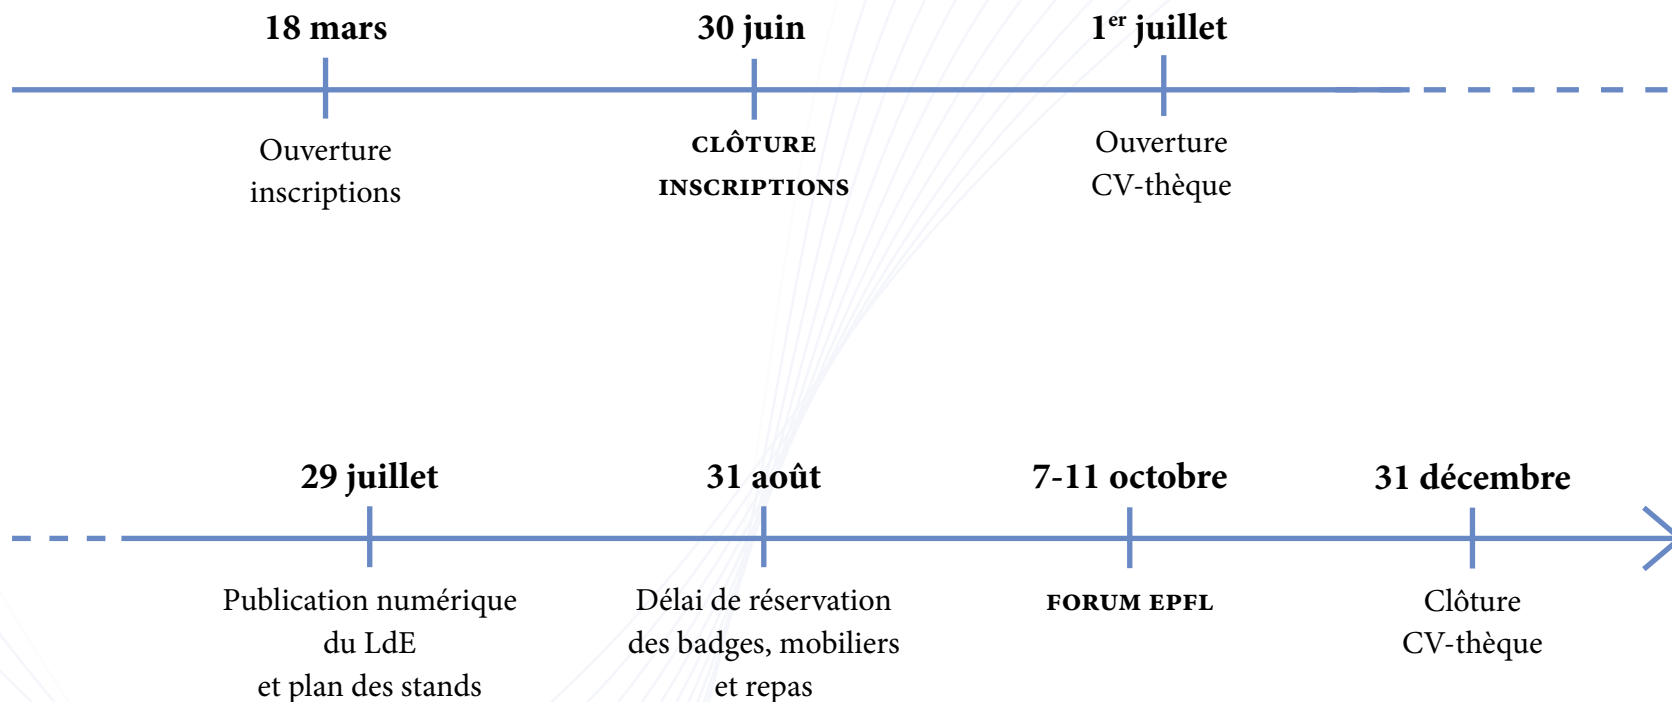 18 mars
30 juin
1er juillet
Ouverture
inscriptions
CLÔTURE
INSCRIPTIONS
Ouverture
CV-thèque
29 juillet
31 août
7-11 octobre
31 décembre
Publication numérique
du LdE
et plan des stands
Délai de réservation
des badges, mobiliers
et repas
FORUM EPFL
Clôture
CV-thèque